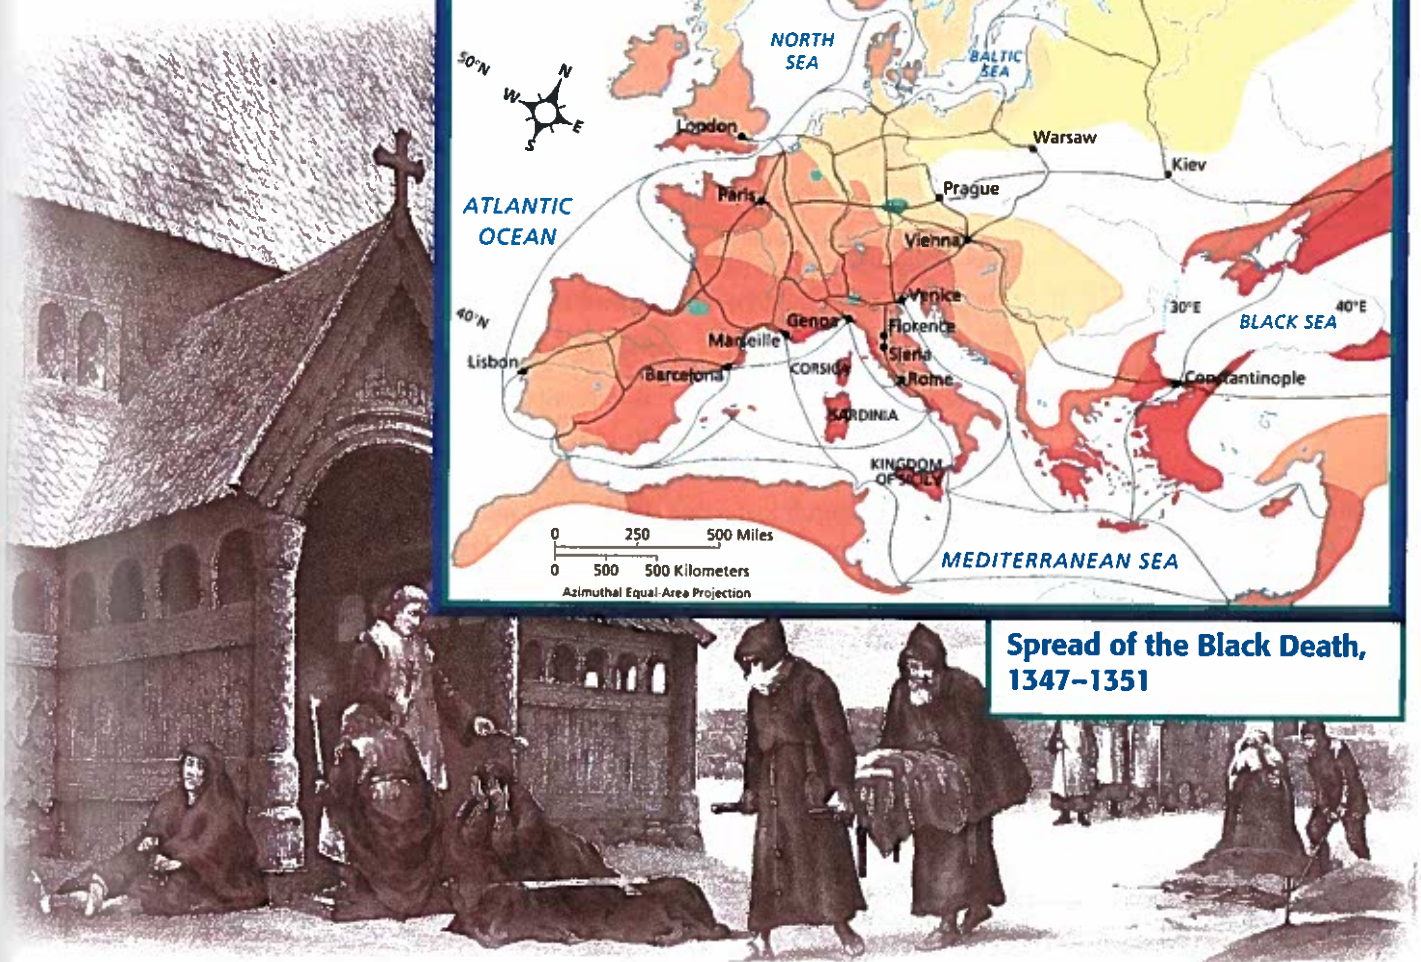 NORTH
SEA
BALTIC
SEA
50°N
N
W
E
S
London
Warsaw
Kiev
Paris
Prague
ATLANTIC
OCEAN
Vienna
Venice
30°E
40°E
BLACK SEA
40°N
Genoa
Florence
Marseille
Siena
Lisbon
Barcelona
CORSICA
Rome
Constantinople
SARDINIA
KINGDOM
OF SICILY
0 250 500 Miles
0 500 500 Kilometers
Azimuthal Equal-Area Projection
MEDITERRANEAN SEA
Spread of the Black Death,
1347–1351